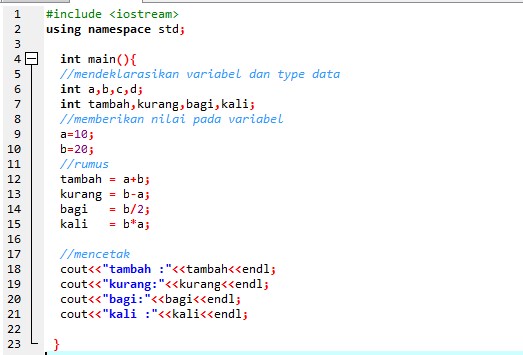 1 #include <iostream>
2 using namespace std;
3
4 int main(){
5 //mendeklarasikan variabel dan type data
6 int a,b,c,d;
7 int tambah,kurang,bagi,kali;
8 //memberikan nilai pada variabel
9 a=10;
10 b=20;
11 //rumus
12 tambah = a+b;
13 kurang = b-a;
14 bagi   = b/2;
15 kali   = b*a;
16
17 //mencetak
18 cout<<"tambah :"<<tambah<<endl;
19 cout<<"kurang:"<<kurang<<endl;
20 cout<<"bagi:"<<bagi<<endl;
21 cout<<"kali :"<<kali<<endl;
22
23 }